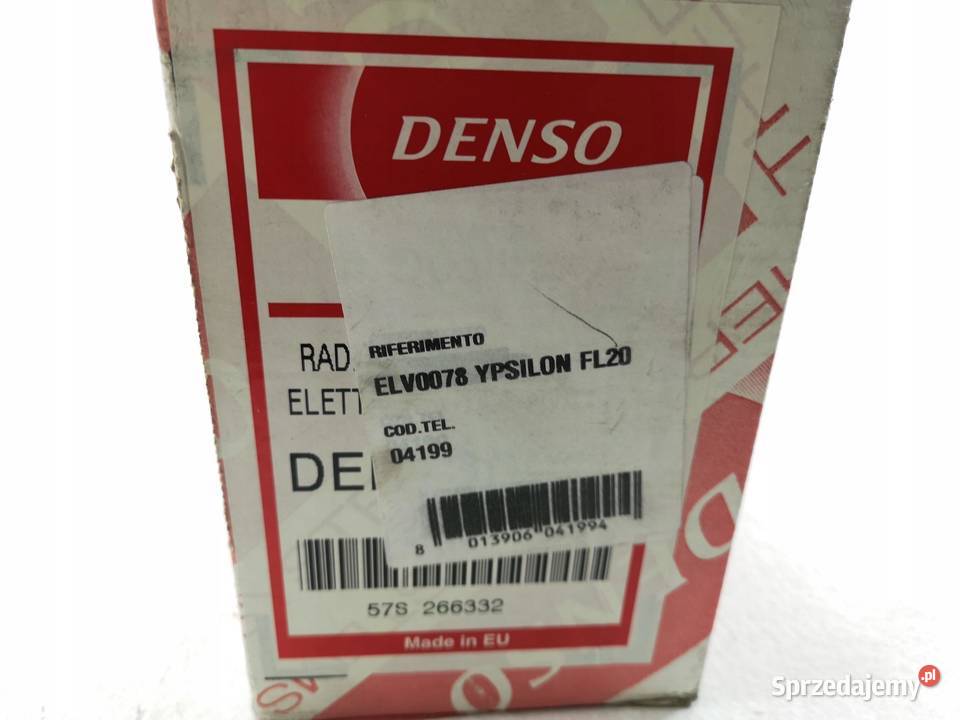 DENSO
RIFERIMENTO
RAD.
ELV0078 YPSILON FL20
ELETT
COD.TEL.
04199
DE
8 013906 041994
57S 266332
Made in EU
Sprzedajemy.pl